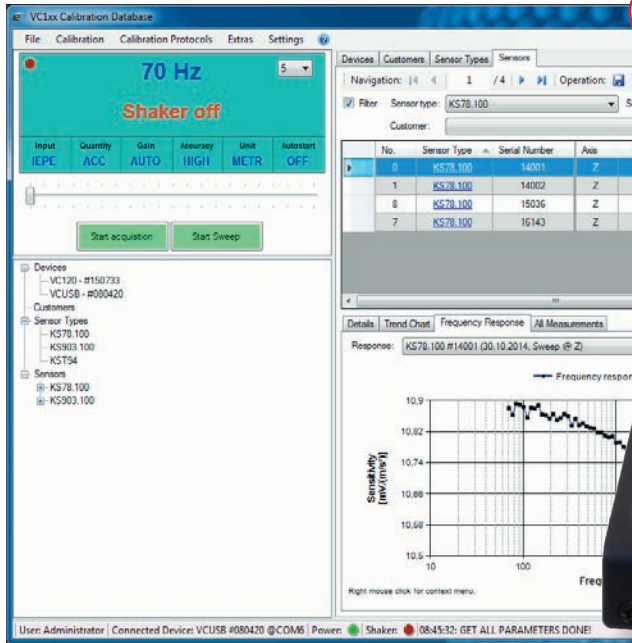 VC1xx Calibration Database
File Calibration Calibration Protocols Extras Settings
70 Hz
5
Shaker off
Input Quantity Gain Accuracy Unit Autostart
IEPE ACC AUTO HIGH METR OFF
Start acquisition Start Sweep
Devices
VC120 - #150733
VCUSB - #080420
Customers
Sensor Types
KS78.100
KS903.100
KST94
Sensors
KS78.100
KS903.100
Devices Customers Sensor Types Sensors
Navigation: 1 / 4 Operation:
Filter Sensor type: KS78.100 S
Customer:
No. Sensor Type Serial Number Axis
0 KS78.100 14001 Z
1 KS78.100 14002 Z
8 KS78.100 15036 Z
7 KS78.100 16143 Z
Details Trend Chart Frequency Response All Measurements
Response: KS78.100 #14001 (30.10.2014, Sweep @ Z)
Frequency respon
10,9
10,82
10,74
10,66
10,58
10,5
Sensitivity
[mV/(m/s²)]
10 100
Freq
Right mouse click for context menu.
User: Administrator Connected Device: VCUSB #080420 @COM6 Power: Shaker: 08:45:32: GET ALL PARAMETERS DONE!